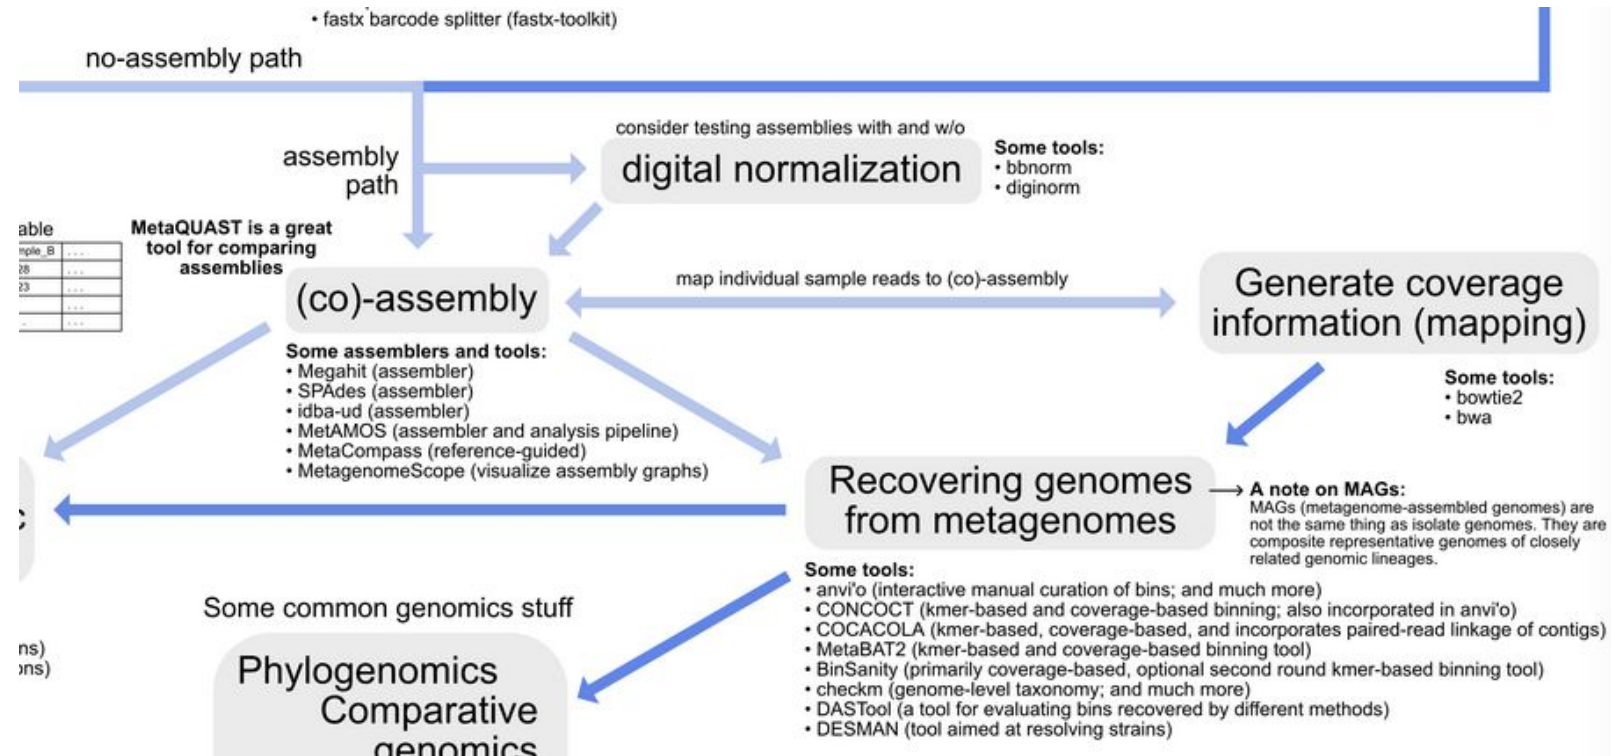 • fastx barcode splitter (fastx-toolkit)
no-assembly path
assembly
path
consider testing assemblies with and w/o
digital normalization
Some tools:
• bbnorm
• diginorm
able
mple_B ...
28 ...
23 ...
...
. ...
MetaQUAST is a great
tool for comparing
assemblies
(co)-assembly
map individual sample reads to (co)-assembly
Generate coverage
information (mapping)
Some tools:
• bowtie2
• bwa
Some assemblers and tools:
• Megahit (assembler)
• SPAdes (assembler)
• idba-ud (assembler)
• MetAMOS (assembler and analysis pipeline)
• MetaCompass (reference-guided)
• MetagenomeScope (visualize assembly graphs)
Recovering genomes
from metagenomes
A note on MAGs:
MAGs (metagenome-assembled genomes) are
not the same thing as isolate genomes. They are
composite representative genomes of closely
related genomic lineages.
c
Some tools:
• anvi'o (interactive manual curation of bins; and much more)
• CONCOCT (kmer-based and coverage-based binning; also incorporated in anvi'o)
• COCACOLA (kmer-based, coverage-based, and incorporates paired-read linkage of contigs)
• MetaBAT2 (kmer-based and coverage-based binning tool)
• BinSanity (primarily coverage-based, optional second round kmer-based binning tool)
• checkm (genome-level taxonomy; and much more)
• DASTool (a tool for evaluating bins recovered by different methods)
• DESMAN (tool aimed at resolving strains)
ns)
ons)
Some common genomics stuff
Phylogenomics
Comparative
genomics